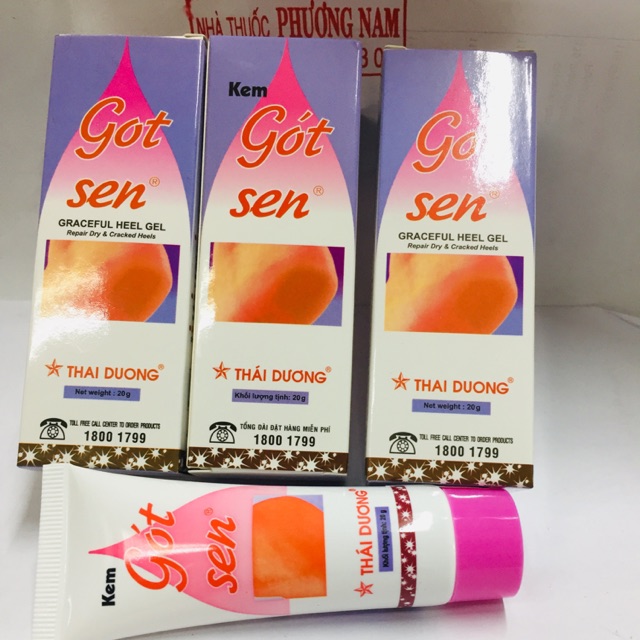 NHÀ THUỐC PHƯƠNG NAM
Got
sen®
GRACEFUL HEEL GEL
Repair Dry & Cracked Heels
THAI DUONG®
Net weight : 20g
TOLL FREE CALL CENTER TO ORDER PRODUCTS
1800 1799
Kem
Gót
sen®
THÁI DƯƠNG®
Khối lượng tịnh: 20g
TỔNG ĐÀI ĐẶT HÀNG MIỄN PHÍ
1800 1799
Got
sen®
GRACEFUL HEEL GEL
Repair Dry & Cracked Heels
THAI DUONG®
Net weight : 20g
TOLL FREE CALL CENTER TO ORDER PRODUCTS
1800 1799
Kem
Gót
sen®
THÁI DƯƠNG®